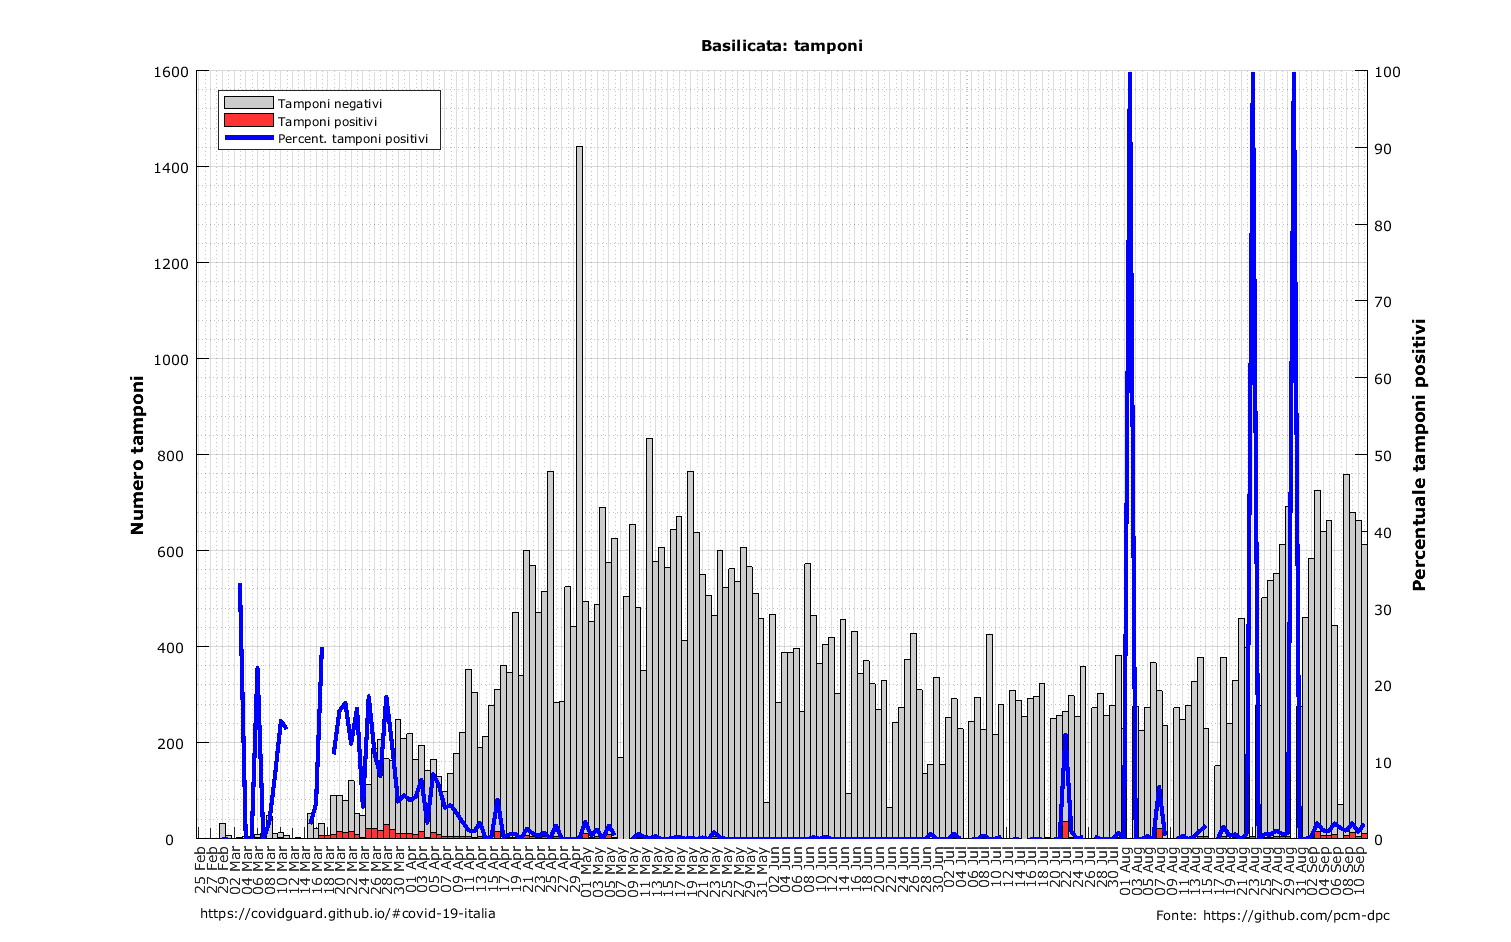 Basilicata: tamponi
Tamponi negativi
Tamponi positivi
Percent. tamponi positivi
Numero tamponi
1600
1400
1200
1000
800
600
400
200
0
Percentuale tamponi positivi
100
90
80
70
60
50
40
30
20
10
0
25 Feb
27 Feb
29 Feb
02 Mar
04 Mar
06 Mar
08 Mar
10 Mar
12 Mar
14 Mar
16 Mar
18 Mar
20 Mar
22 Mar
24 Mar
26 Mar
28 Mar
30 Mar
01 Apr
03 Apr
05 Apr
07 Apr
09 Apr
11 Apr
13 Apr
15 Apr
17 Apr
19 Apr
21 Apr
23 Apr
25 Apr
27 Apr
29 Apr
01 May
03 May
05 May
07 May
09 May
11 May
13 May
15 May
17 May
19 May
21 May
23 May
25 May
27 May
29 May
31 May
02 Jun
04 Jun
06 Jun
08 Jun
10 Jun
12 Jun
14 Jun
16 Jun
18 Jun
20 Jun
22 Jun
24 Jun
26 Jun
28 Jun
30 Jun
02 Jul
04 Jul
06 Jul
08 Jul
10 Jul
12 Jul
14 Jul
16 Jul
18 Jul
20 Jul
22 Jul
24 Jul
26 Jul
28 Jul
30 Jul
01 Aug
03 Aug
05 Aug
07 Aug
09 Aug
11 Aug
13 Aug
15 Aug
17 Aug
19 Aug
21 Aug
23 Aug
25 Aug
27 Aug
29 Aug
31 Aug
02 Sep
04 Sep
06 Sep
08 Sep
10 Sep
https://covidguard.github.io/#covid-19-italia
Fonte: https://github.com/pcm-dpc